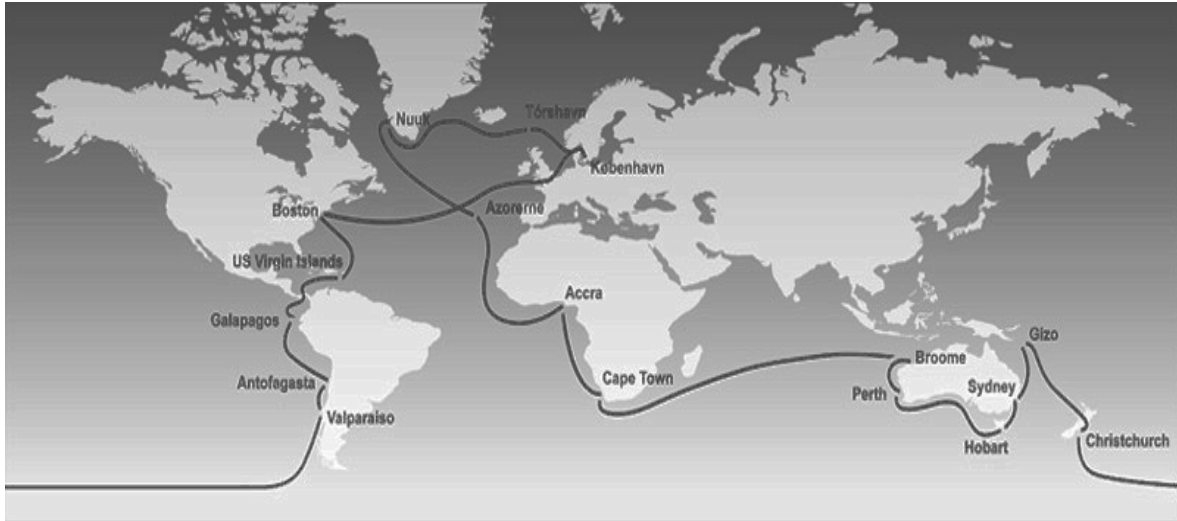 Tórshavn
Nuuk
København
Boston
Azorerne
US Virgin Islands
Accra
Galapagos
Gizo
Broome
Cape Town
Antofagasta
Perth
Sydney
Valparaiso
Hobart
Christchurch